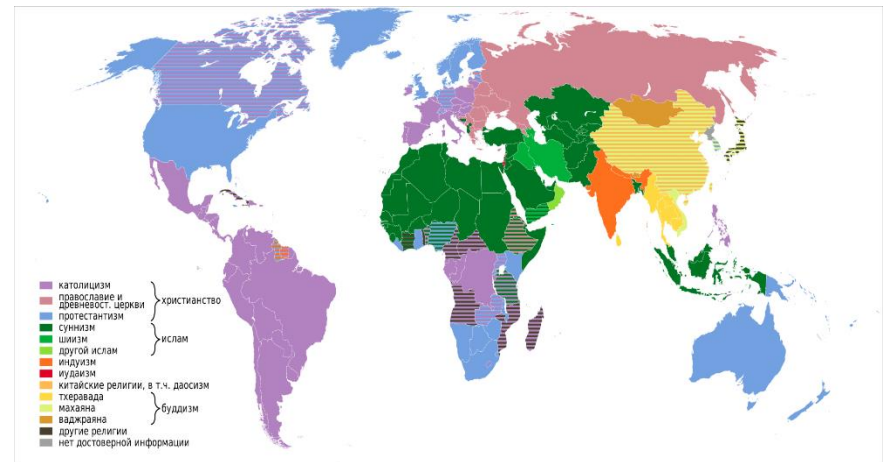 католицизм
православие и
древневост. церкви
христианство
протестантизм
суннизм
шиизм
ислам
другой ислам
индуизм
иудаизм
китайские религии, в т.ч. даосизм
тхеравада
махаяна
буддизм
ваджраяна
другие религии
нет достоверной информации